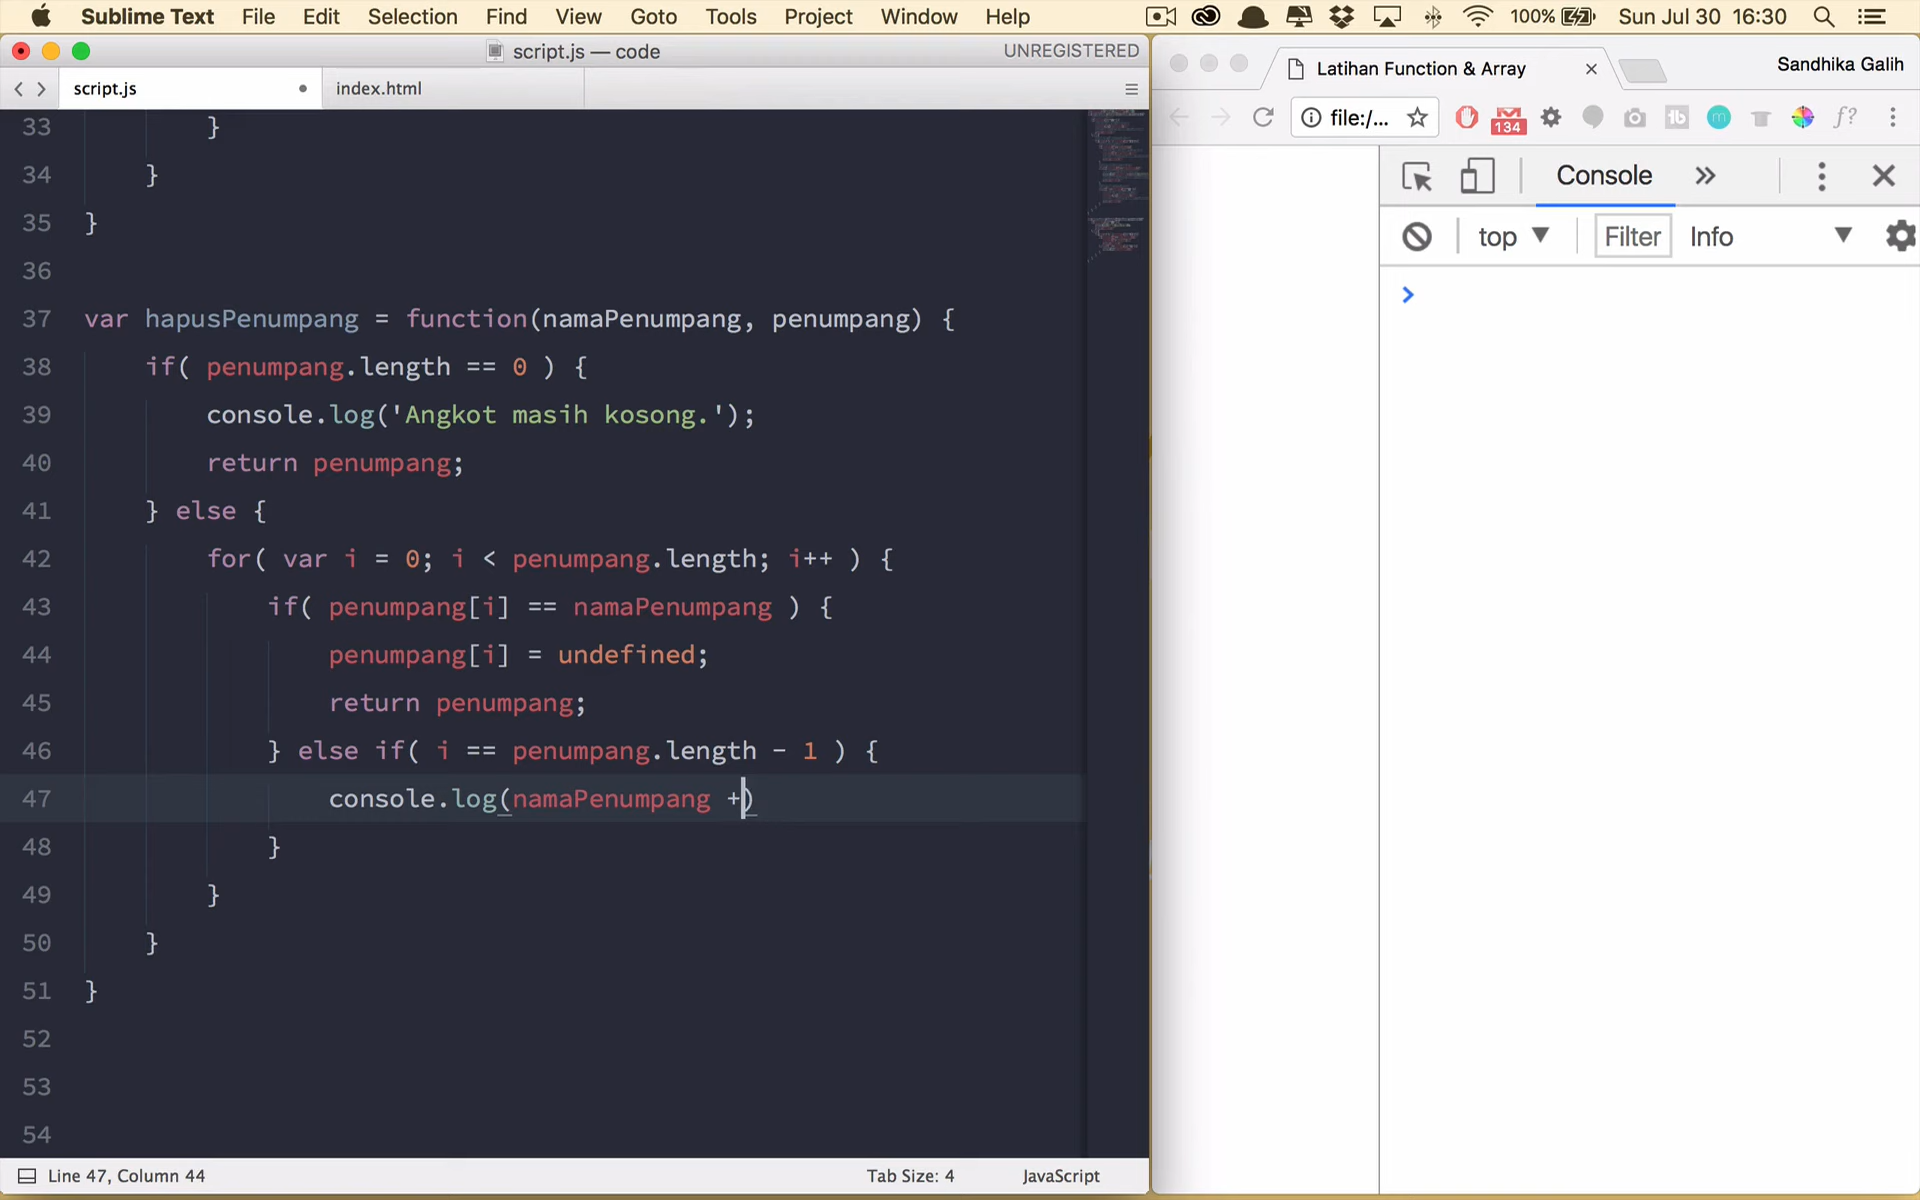 Sublime Text File Edit Selection Find View Goto Tools Project Window Help 100% Sun Jul 30 16:30
script.js — code UNREGISTERED
script.js index.html
33 }
34 }
35 }
36
37 var hapusPenumpang = function(namaPenumpang, penumpang) {
38 if( penumpang.length == 0 ) {
39 console.log('Angkot masih kosong.');
40 return penumpang;
41 } else {
42 for( var i = 0; i < penumpang.length; i++ ) {
43 if( penumpang[i] == namaPenumpang ) {
44 penumpang[i] = undefined;
45 return penumpang;
46 } else if( i == penumpang.length - 1 ) {
47 console.log(namaPenumpang +)
48 }
49 }
50 }
51 }
52
53
54
Line 47, Column 44 Tab Size: 4 JavaScript
Latihan Function & Array Sandhika Galih
file:/... 134 tb m f?
Console
top Filter Info